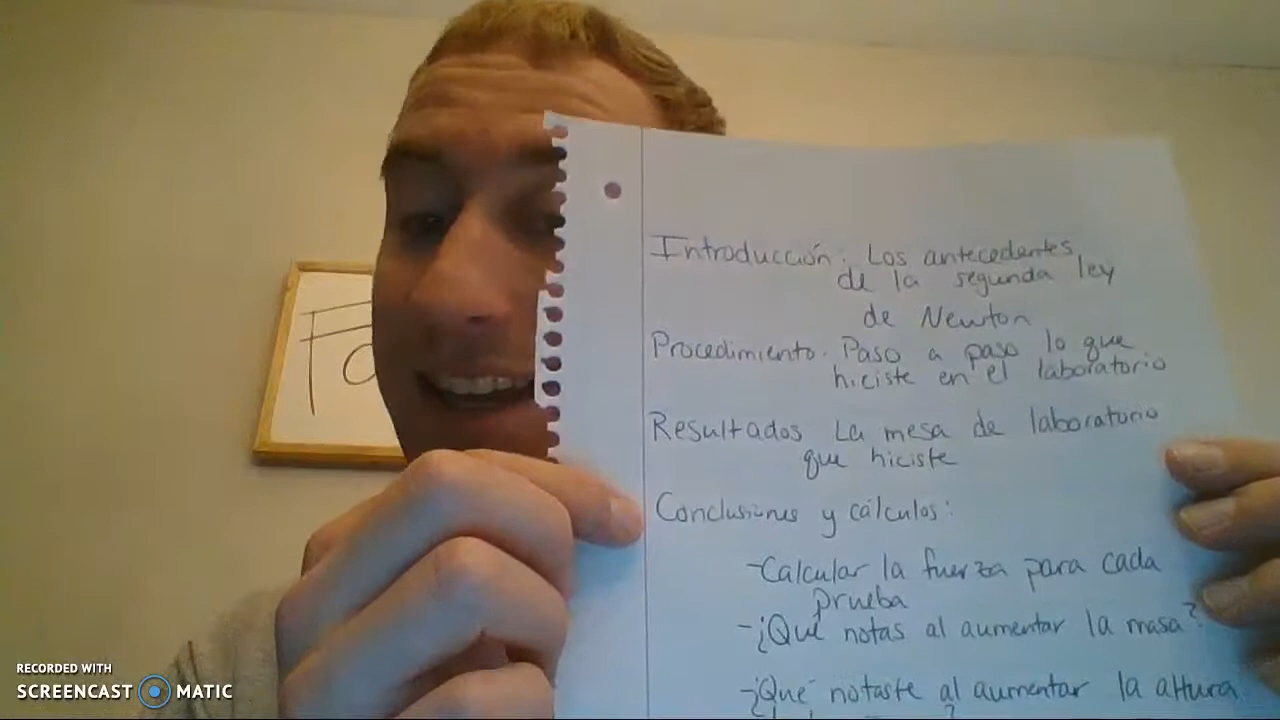 Fo
Introducción: Los antecedentes
de la segunda ley
de Newton
Procedimiento. Paso a paso lo que
hiciste en el laboratorio
Resultados La mesa de laboratorio
que hiciste
Conclusiones y cálculos:
-Calcular la fuerza para cada
prueba
-¿Qué notas al aumentar la masa?
-¿Qué notaste al aumentar la altura
RECORDED WITH
SCREENCAST MATIC